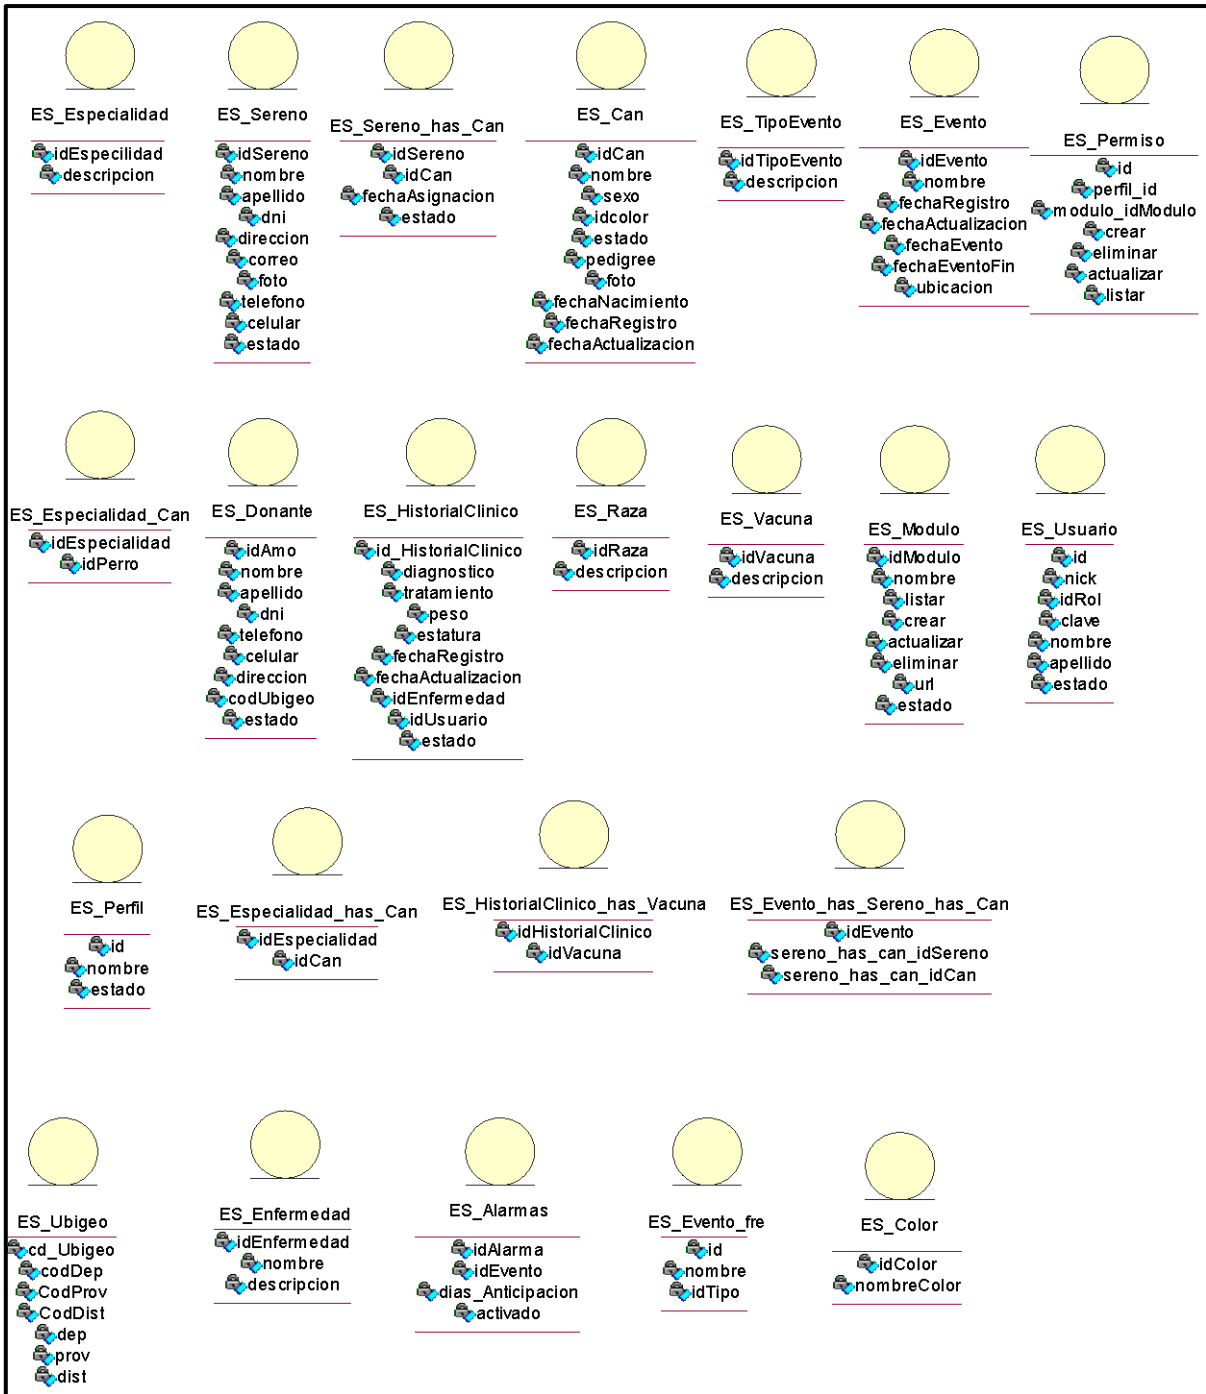 ES_Especialidad
idEspecilidad
descripcion
ES_Sereno
idSereno
nombre
apellido
dni
direccion
correo
foto
telefono
celular
estado
ES_Sereno_has_Can
idSereno
idCan
fechaAsignacion
estado
ES_Can
idCan
nombre
sexo
idcolor
estado
pedigree
foto
fechaNacimiento
fechaRegistro
fechaActualizacion
ES_TipoEvento
idTipoEvento
descripcion
ES_Evento
idEvento
nombre
fechaRegistro
fechaActualizacion
fechaEvento
fechaEventoFin
ubicacion
ES_Permiso
id
perfil_id
modulo_idModulo
crear
eliminar
actualizar
listar
ES_Especialidad_Can
idEspecialidad
idPerro
ES_Donante
idAmo
nombre
apellido
dni
telefono
celular
direccion
codUbigeo
estado
ES_HistorialClinico
id_HistorialClinico
diagnostico
tratamiento
peso
estatura
fechaRegistro
fechaActualizacion
idEnfermedad
idUsuario
estado
ES_Raza
idRaza
descripcion
ES_Vacuna
idVacuna
descripcion
ES_Modulo
idModulo
nombre
listar
crear
actualizar
eliminar
url
estado
ES_Usuario
id
nick
idRol
clave
nombre
apellido
estado
ES_Perfil
id
nombre
estado
ES_Especialidad_has_Can
idEspecialidad
idCan
ES_HistorialClinico_has_Vacuna
idHistorialClinico
idVacuna
ES_Evento_has_Sereno_has_Can
idEvento
sereno_has_can_idSereno
sereno_has_can_idCan
ES_Ubigeo
cd_Ubigeo
codDep
CodProv
CodDist
dep
prov
dist
ES_Enfermedad
idEnfermedad
nombre
descripcion
ES_Alarmas
idAlarma
idEvento
dias_Anticipacion
activado
ES_Evento_fre
id
nombre
idTipo
ES_Color
idColor
nombreColor